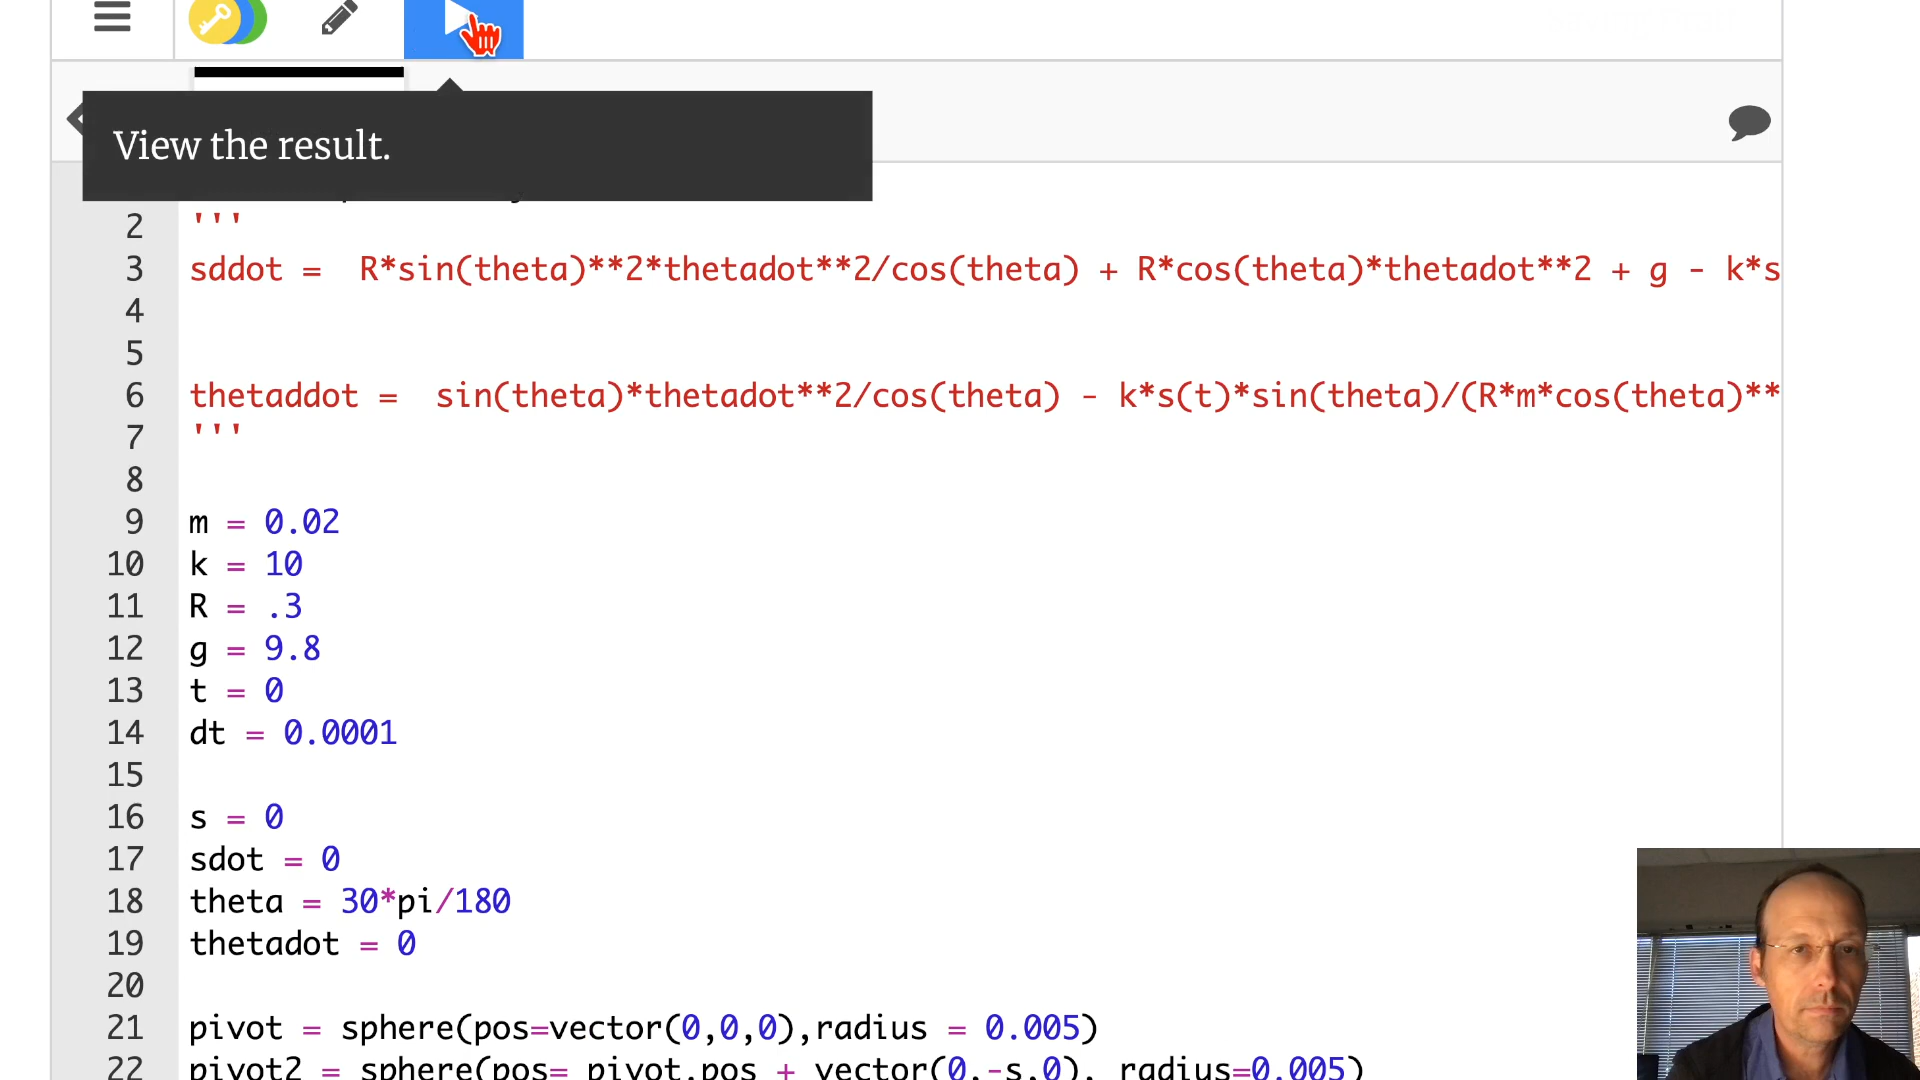 View the result.
2 '''
3 sddot =  R*sin(theta)**2*thetadot**2/cos(theta) + R*cos(theta)*thetadot**2 + g - k*s
4
5
6 thetaddot =  sin(theta)*thetadot**2/cos(theta) - k*s(t)*sin(theta)/(R*m*cos(theta)**
7 '''
8
9 m = 0.02
10 k = 10
11 R = .3
12 g = 9.8
13 t = 0
14 dt = 0.0001
15
16 s = 0
17 sdot = 0
18 theta = 30*pi/180
19 thetadot = 0
20
21 pivot = sphere(pos=vector(0,0,0),radius = 0.005)
22 pivot2 = sphere(pos= pivot.pos + vector(0,-s,0), radius=0.005)